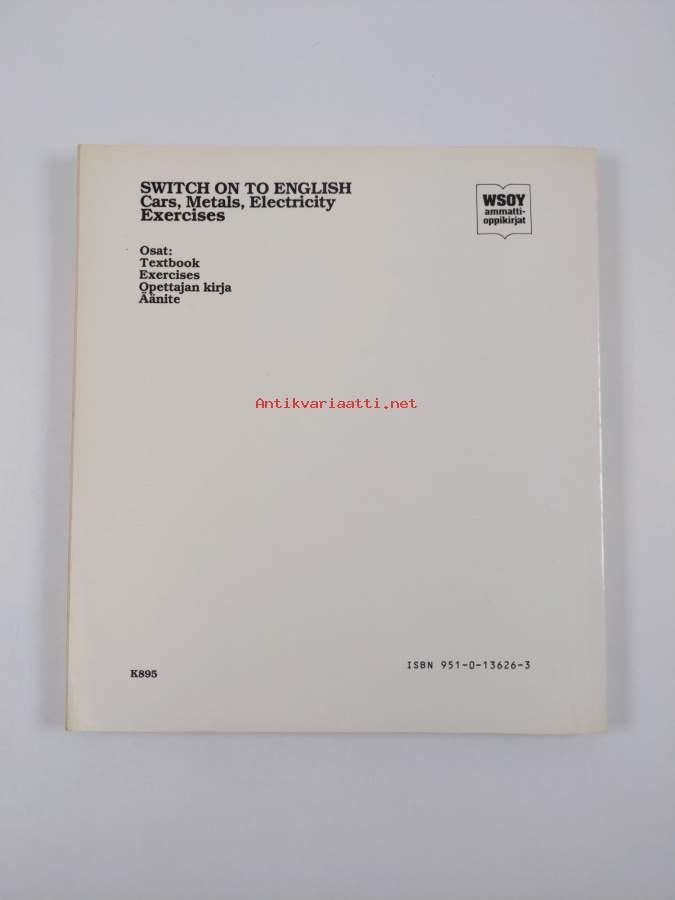 SWITCH ON TO ENGLISH
Cars, Metals, Electricity
Exercises
WSOY
ammatti-
oppikirjat
Osat:
Textbook
Exercises
Opettajan kirja
Äänite
Antikvariaatti.net
K895
ISBN 951-0-13626-3